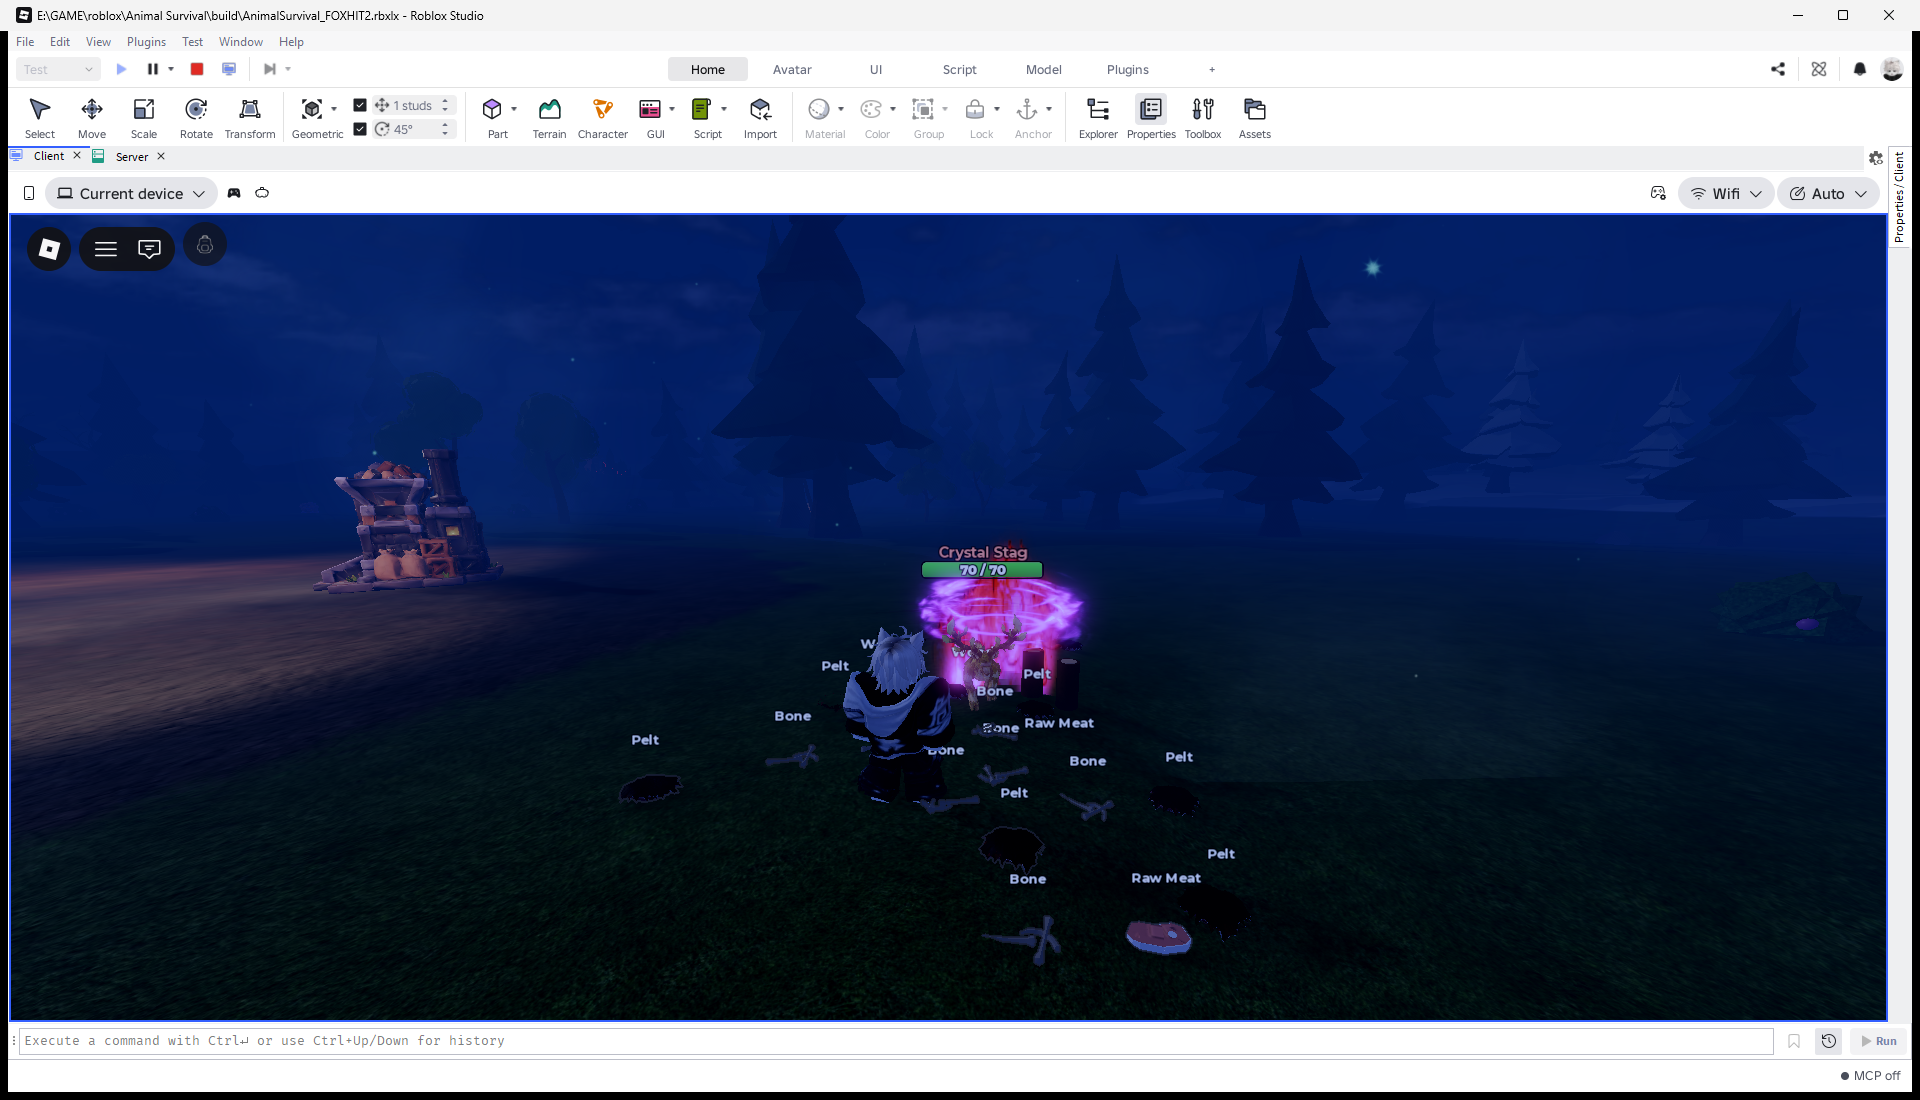 E:\GAME\roblox\Animal Survival\build\AnimalSurvival_FOXHIT2.rbxlx - Roblox Studio
File Edit View Plugins Test Window Help
Test
Home Avatar UI Script Model Plugins +
1 studs
45°
Select Move Scale Rotate Transform Geometric Part Terrain Character GUI Script Import Material Color Group Lock Anchor Explorer Properties Toolbox Assets
Client Server
Properties / Client
Current device
Wifi Auto
Crystal Stag
70 / 70
Pelt
Pelt
Bone
Bone
Bone
Raw Meat
Pelt
Bone
Bone
Pelt
Pelt
Pelt
Bone
Raw Meat
Execute a command with Ctrl↵ or use Ctrl+Up/Down for history
Run
MCP off